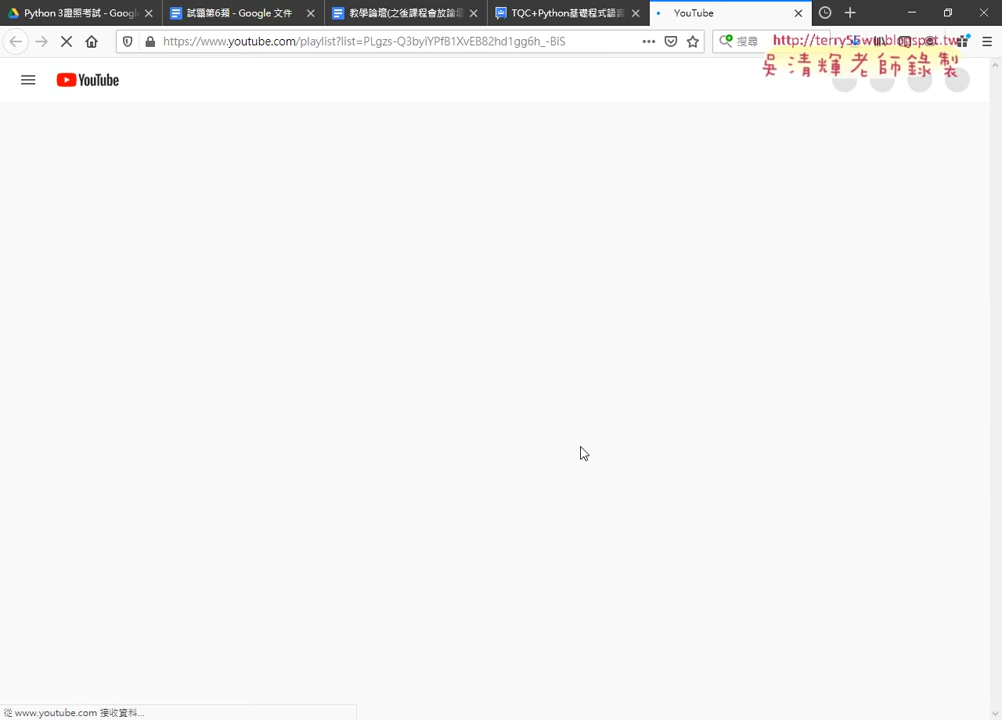 Python 3證照考試 - Googl
試題第6類 - Google 文件
教學論壇(之後課程會放論壇
TQC+Python基礎程式語言
YouTube
https://www.youtube.com/playlist?list=PLgzs-Q3byiYPfB1XvEB82hd1gg6h_-BiS
搜尋
http://terry55wu.blogspot.tw
吳清輝老師錄製
YouTube
從 www.youtube.com 接收資料...